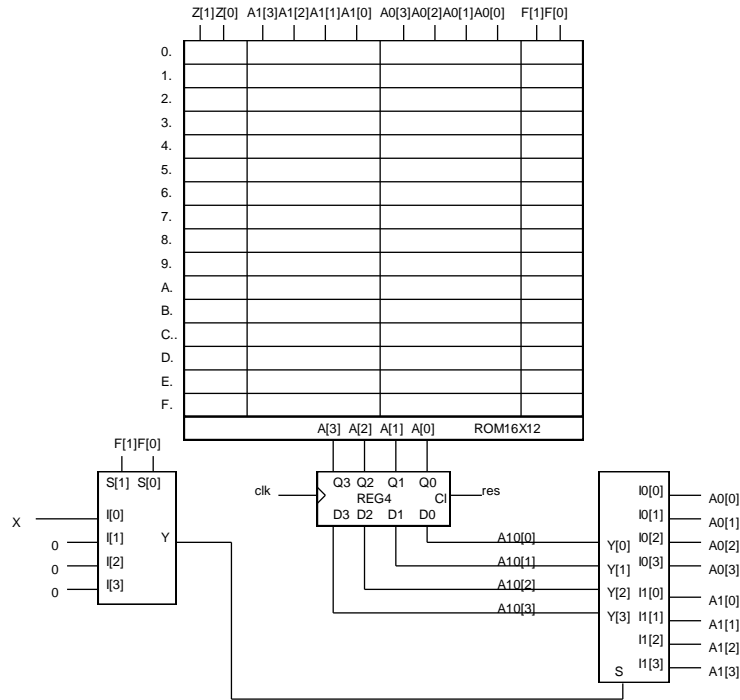 Z[1]Z[0] A1[3]A1[2]A1[1]A1[0] A0[3]A0[2]A0[1]A0[0] F[1]F[0]
0.
1.
2.
3.
4.
5.
6.
7.
8.
9.
A.
B.
C..
D.
E.
F.
A[3] A[2] A[1] A[0] ROM16X12
F[1]F[0]
S[1] S[0]
I[0]
I[1]
I[2]
I[3]
Y
X
0
0
0
clk
Q3 Q2 Q1 Q0
REG4 Cl
D3 D2 D1 D0
res
A10[0]
A10[1]
A10[2]
A10[3]
Y[0]
Y[1]
Y[2]
Y[3]
I0[0]
I0[1]
I0[2]
I0[3]
I1[0]
I1[1]
I1[2]
I1[3]
S
A0[0]
A0[1]
A0[2]
A0[3]
A1[0]
A1[1]
A1[2]
A1[3]